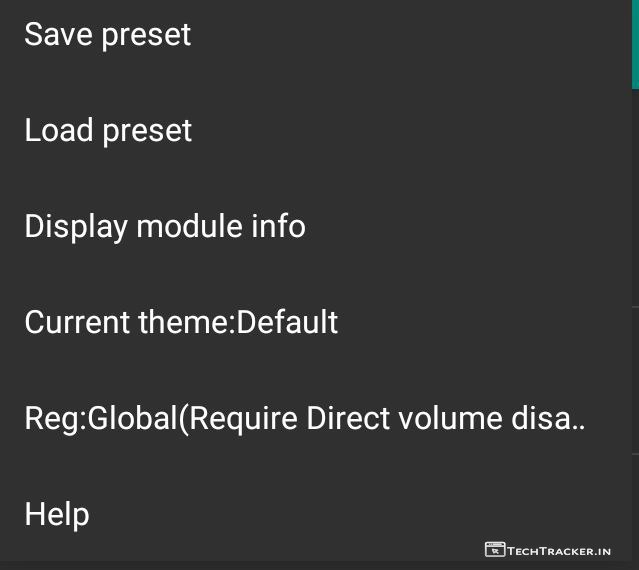 Save preset
Load preset
Display module info
Current theme:Default
Reg:Global(Require Direct volume disa..
Help
TECHTRACKER.IN